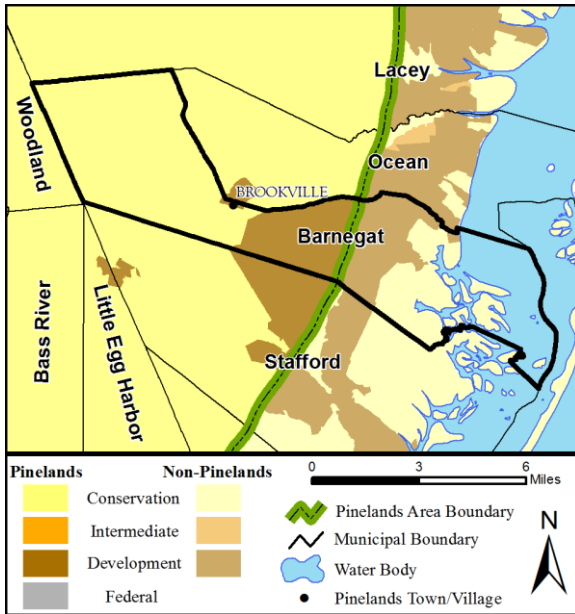 Lacey
Woodland
Ocean
BROOKVILLE
Barnegat
Bass River
Little Egg Harbor
Stafford
Pinelands Non-Pinelands
Conservation
Intermediate
Development
Federal
0 3 6
Miles
Pinelands Area Boundary
Municipal Boundary
Water Body
Pinelands Town/Village
N